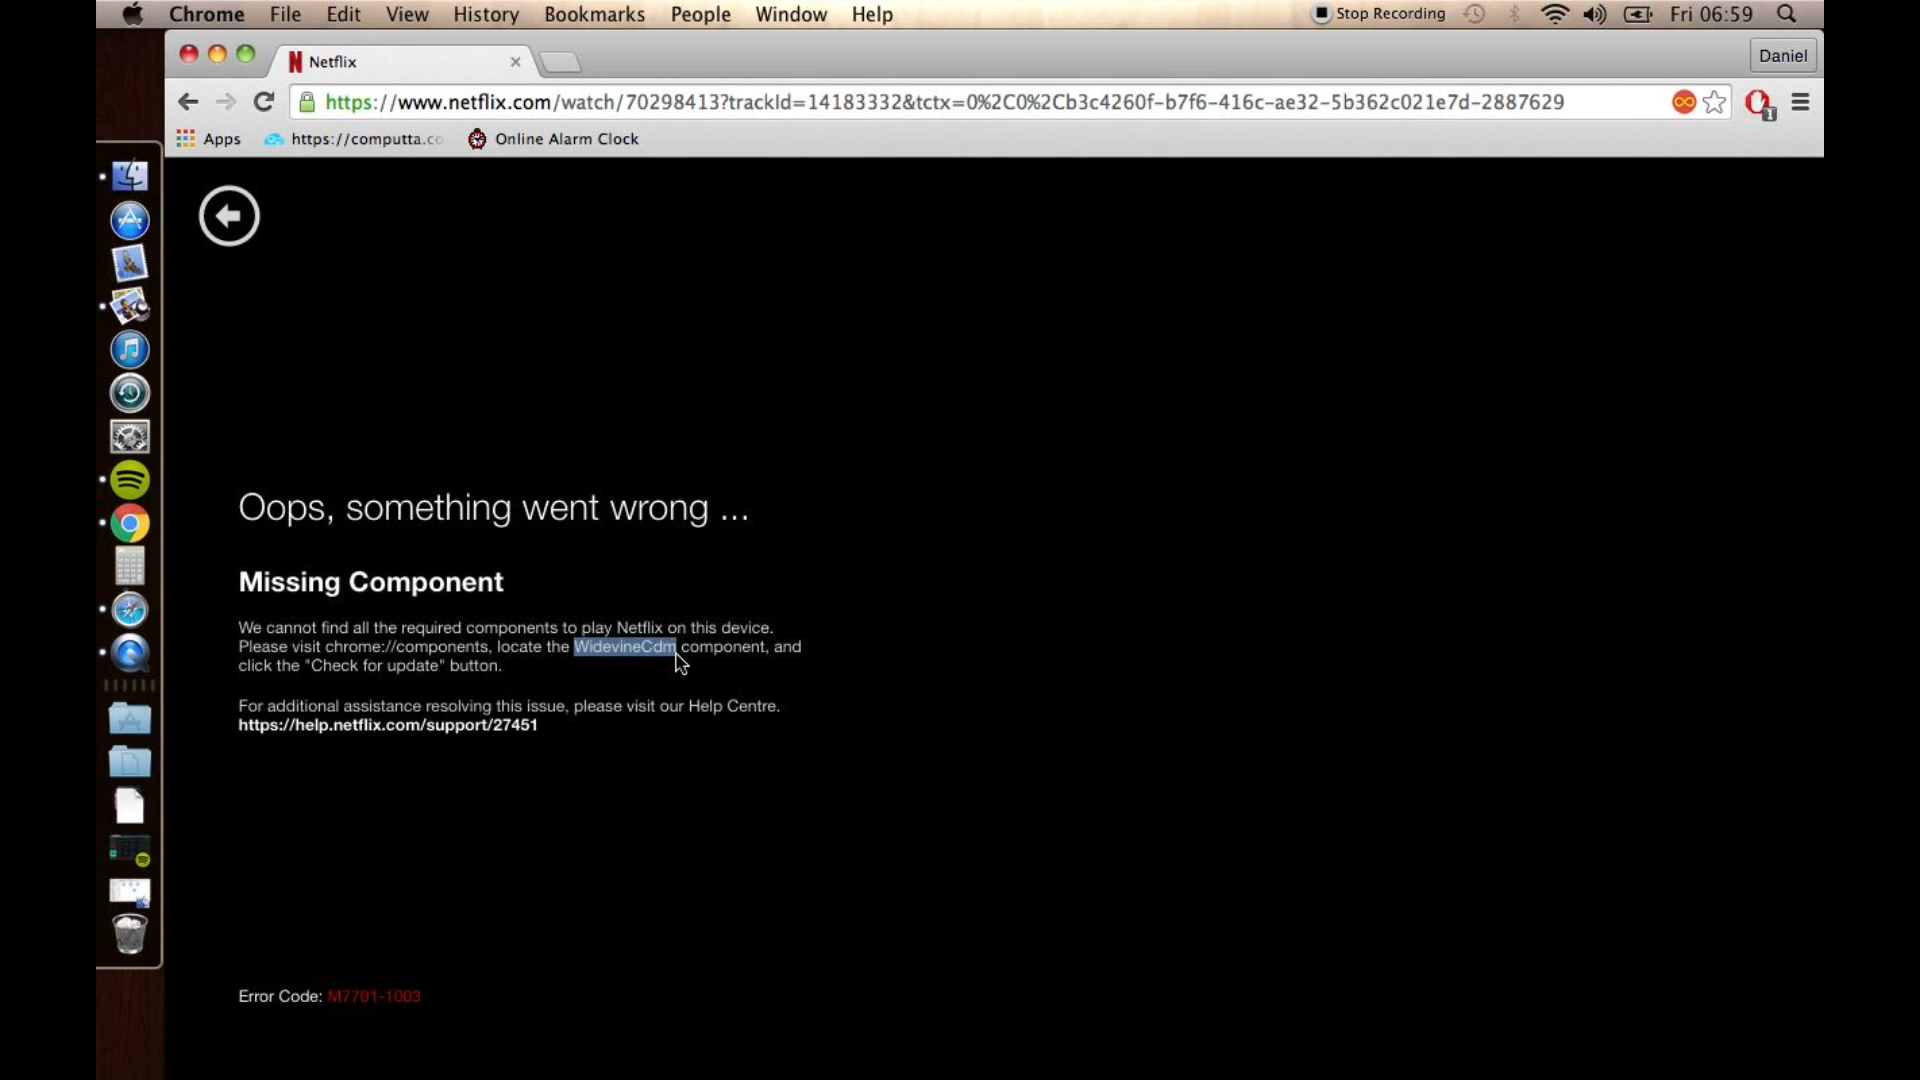 Chrome File Edit View History Bookmarks People Window Help Stop Recording Fri 06:59
Netflix Daniel
https://www.netflix.com/watch/70298413?trackId=14183332&tctx=0%2C0%2Cb3c4260f-b7f6-416c-ae32-5b362c021e7d-2887629 1
Apps https://computta.co Online Alarm Clock
Oops, something went wrong ...
Missing Component
We cannot find all the required components to play Netflix on this device.
Please visit chrome://components, locate the WidevineCdm component, and
click the "Check for update" button.
For additional assistance resolving this issue, please visit our Help Centre.
https://help.netflix.com/support/27451
Error Code: M7701-1003